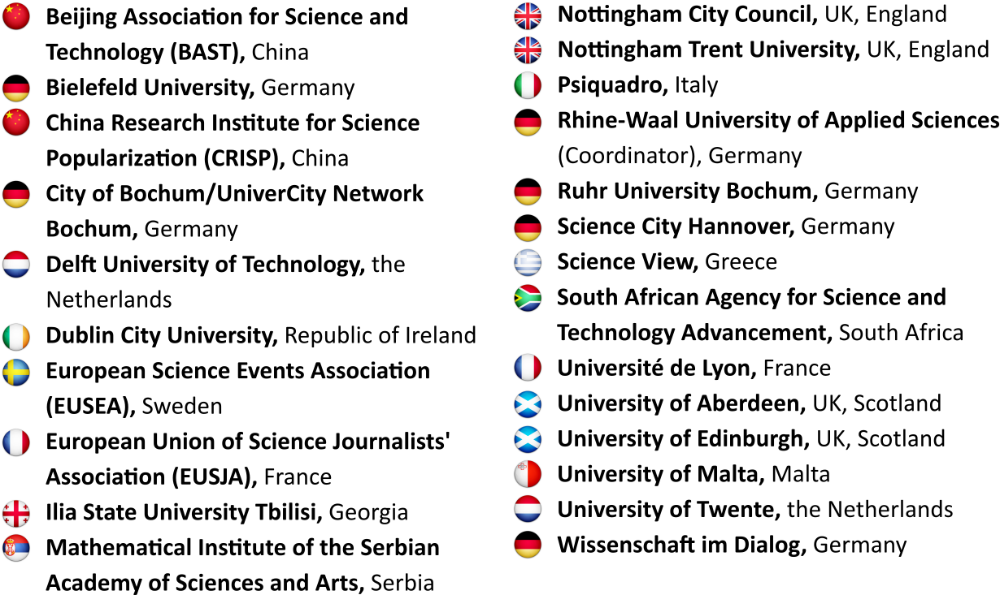 Beijing Association for Science and
Technology (BAST), China
Bielefeld University, Germany
China Research Institute for Science
Popularization (CRISP), China
City of Bochum/UniverCity Network
Bochum, Germany
Delft University of Technology, the
Netherlands
Dublin City University, Republic of Ireland
European Science Events Association
(EUSEA), Sweden
European Union of Science Journalists'
Association (EUSJA), France
Ilia State University Tbilisi, Georgia
Mathematical Institute of the Serbian
Academy of Sciences and Arts, Serbia
Nottingham City Council, UK, England
Nottingham Trent University, UK, England
Psiquadro, Italy
Rhine-Waal University of Applied Sciences
(Coordinator), Germany
Ruhr University Bochum, Germany
Science City Hannover, Germany
Science View, Greece
South African Agency for Science and
Technology Advancement, South Africa
Université de Lyon, France
University of Aberdeen, UK, Scotland
University of Edinburgh, UK, Scotland
University of Malta, Malta
University of Twente, the Netherlands
Wissenschaft im Dialog, Germany